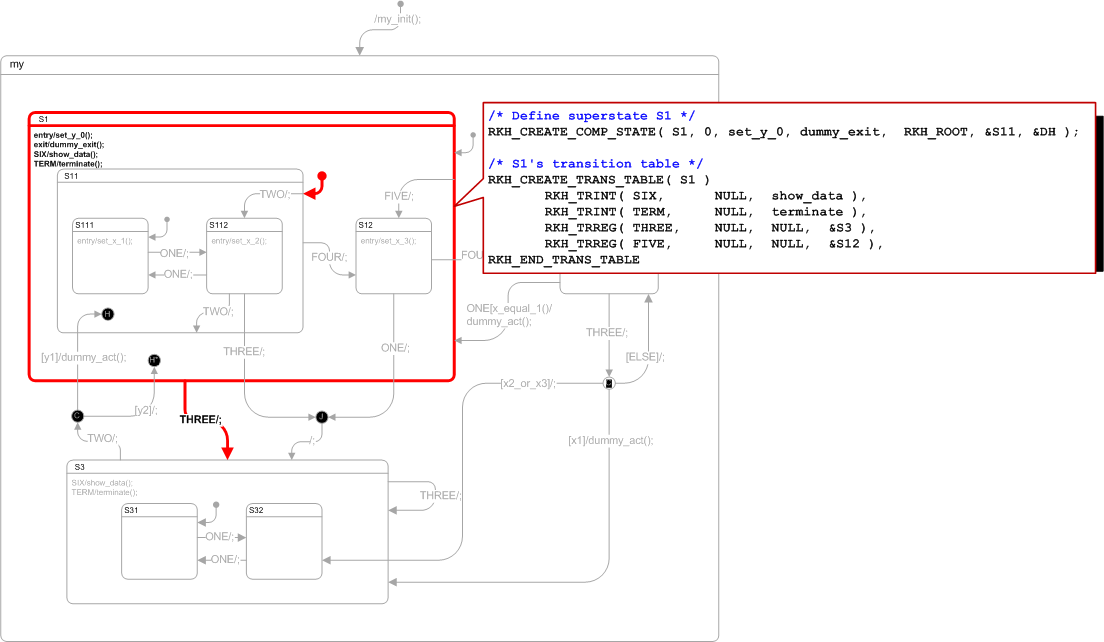 /my_init();
my
S1
entry/set_y_0();
exit/dummy_exit();
SIX/show_data();
TERM/terminate();
/* Define superstate S1 */
RKH_CREATE_COMP_STATE( S1, 0, set_y_0, dummy_exit, RKH_ROOT, &S11, &DH );
/* S1's transition table */
RKH_CREATE_TRANS_TABLE( S1 )
RKH_TRINT( SIX, NULL, show_data ),
RKH_TRINT( TERM, NULL, terminate ),
RKH_TRREG( THREE, NULL, NULL, &S3 ),
RKH_TRREG( FIVE, NULL, NULL, &S12 ),
RKH_END_TRANS_TABLE
S11
TWO/;
FIVE/;
S111
entry/set_x_1();
S112
entry/set_x_2();
S12
entry/set_x_3();
ONE/;
ONE/;
FOUR/;
FOU
TWO/;
H
ONE[x_equal_1()/
dummy_act();
THREE/;
THREE/;
ONE/;
[y1]/dummy_act();
H*
[ELSE]/;
[x2_or_x3]/;
[y2]/;
C
THREE/;
J
TWO/;
/;
[x1]/dummy_act();
S3
SIX/show_data();
TERM/terminate();
THREE/;
S31
S32
ONE/;
ONE/;